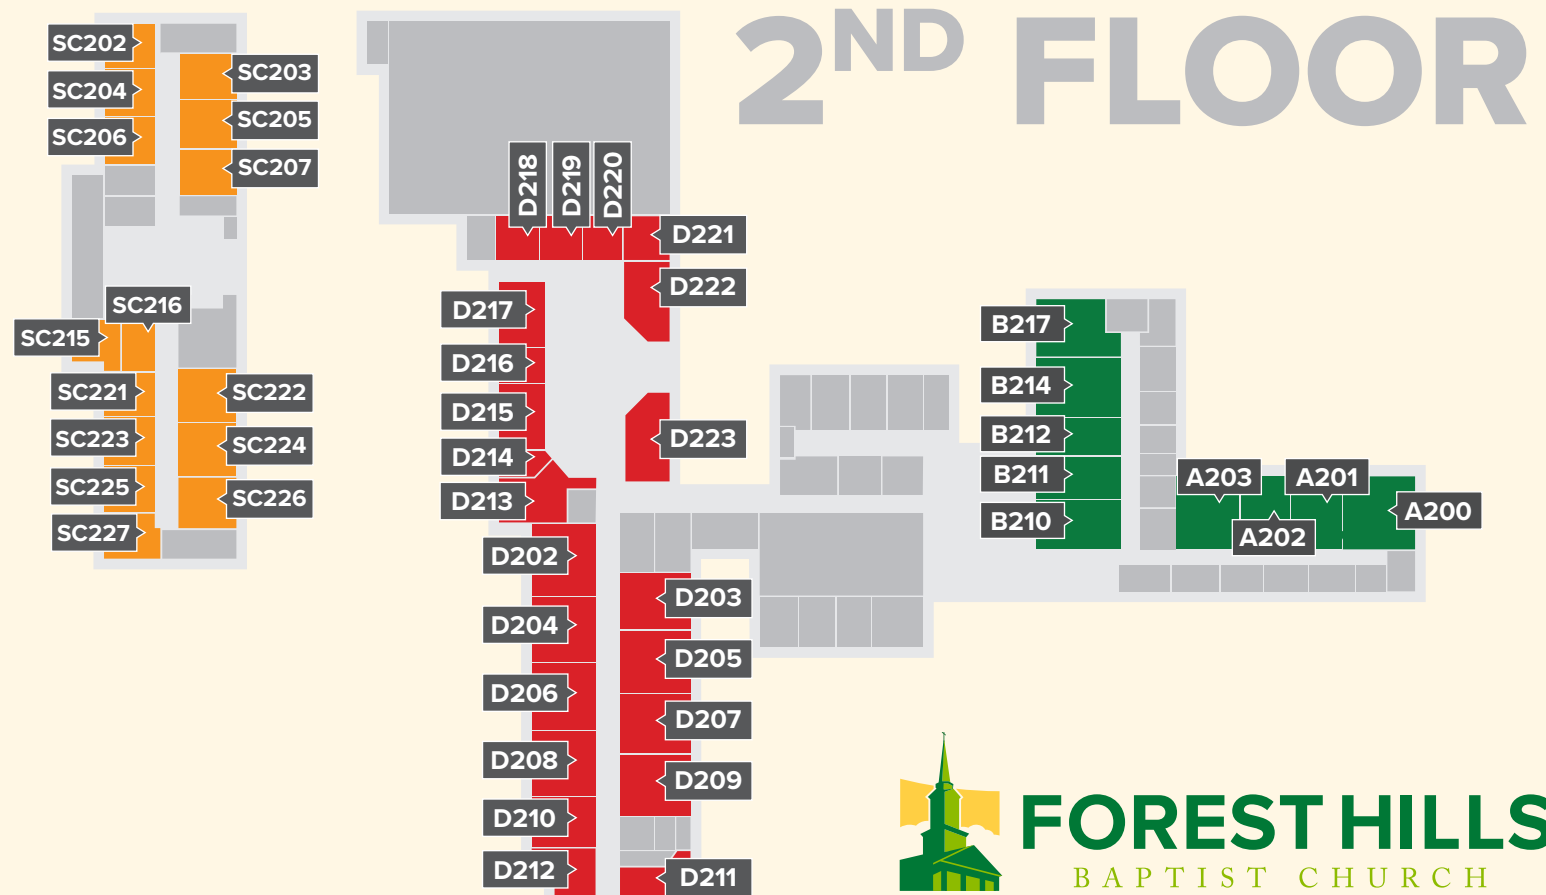 2ND FLOOR
SC202
SC203
SC204
SC205
SC206
SC207
SC216
SC215
SC221
SC222
SC223
SC224
SC225
SC226
SC227
D218
D219
D220
D221
D222
D217
D216
D215
D223
D214
D213
D202
D203
D204
D205
D206
D207
D208
D209
D210
D212
D211
B217
B214
B212
B211
B210
A203
A201
A200
A202
FOREST HILLS
BAPTIST CHURCH